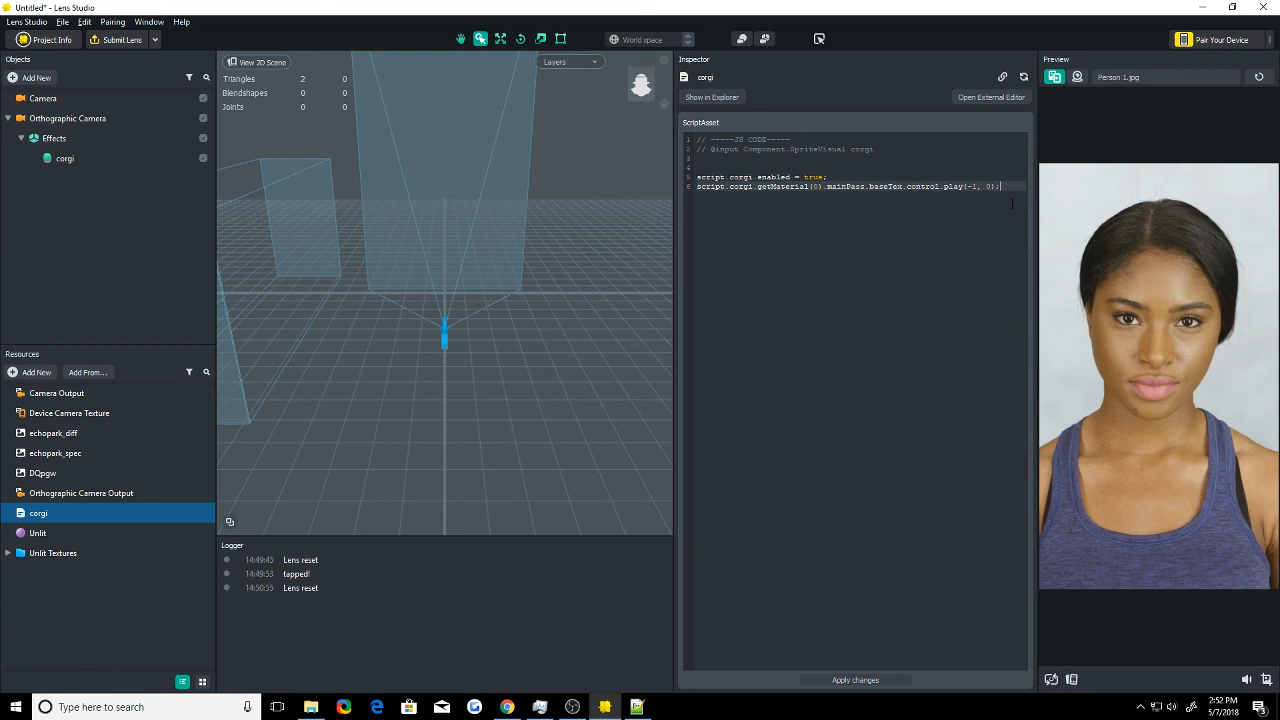 Untitled* - Lens Studio
Lens Studio File Edit Pairing Window Help
Project Info
Submit Lens
World space
Pair Your Device
Objects
Add New
Camera
Orthographic Camera
Effects
corgi
View 2D Scene
Layers
Triangles 2 0
Blendshapes 0 0
Joints 0 0
Inspector
corgi
Show in Explorer
Open External Editor
ScriptAsset
1 // -----JS CODE-----
2 // @input Component.SpriteVisual corgi
3
4
5 script.corgi.enabled = true;
6 script.corgi.getMaterial(0).mainPass.baseTex.control.play(-1, 0);
Apply changes
Preview
Person 1.jpg
Resources
Add New
Add From...
Camera Output
Device Camera Texture
echopark_diff
echopark_spec
DQpgw
Orthographic Camera Output
corgi
Unlit
Unlit Textures
Logger
14:49:45 Lens reset
14:49:53 tapped!
14:50:55 Lens reset
Type here to search
2:52 PM
5/7/2018